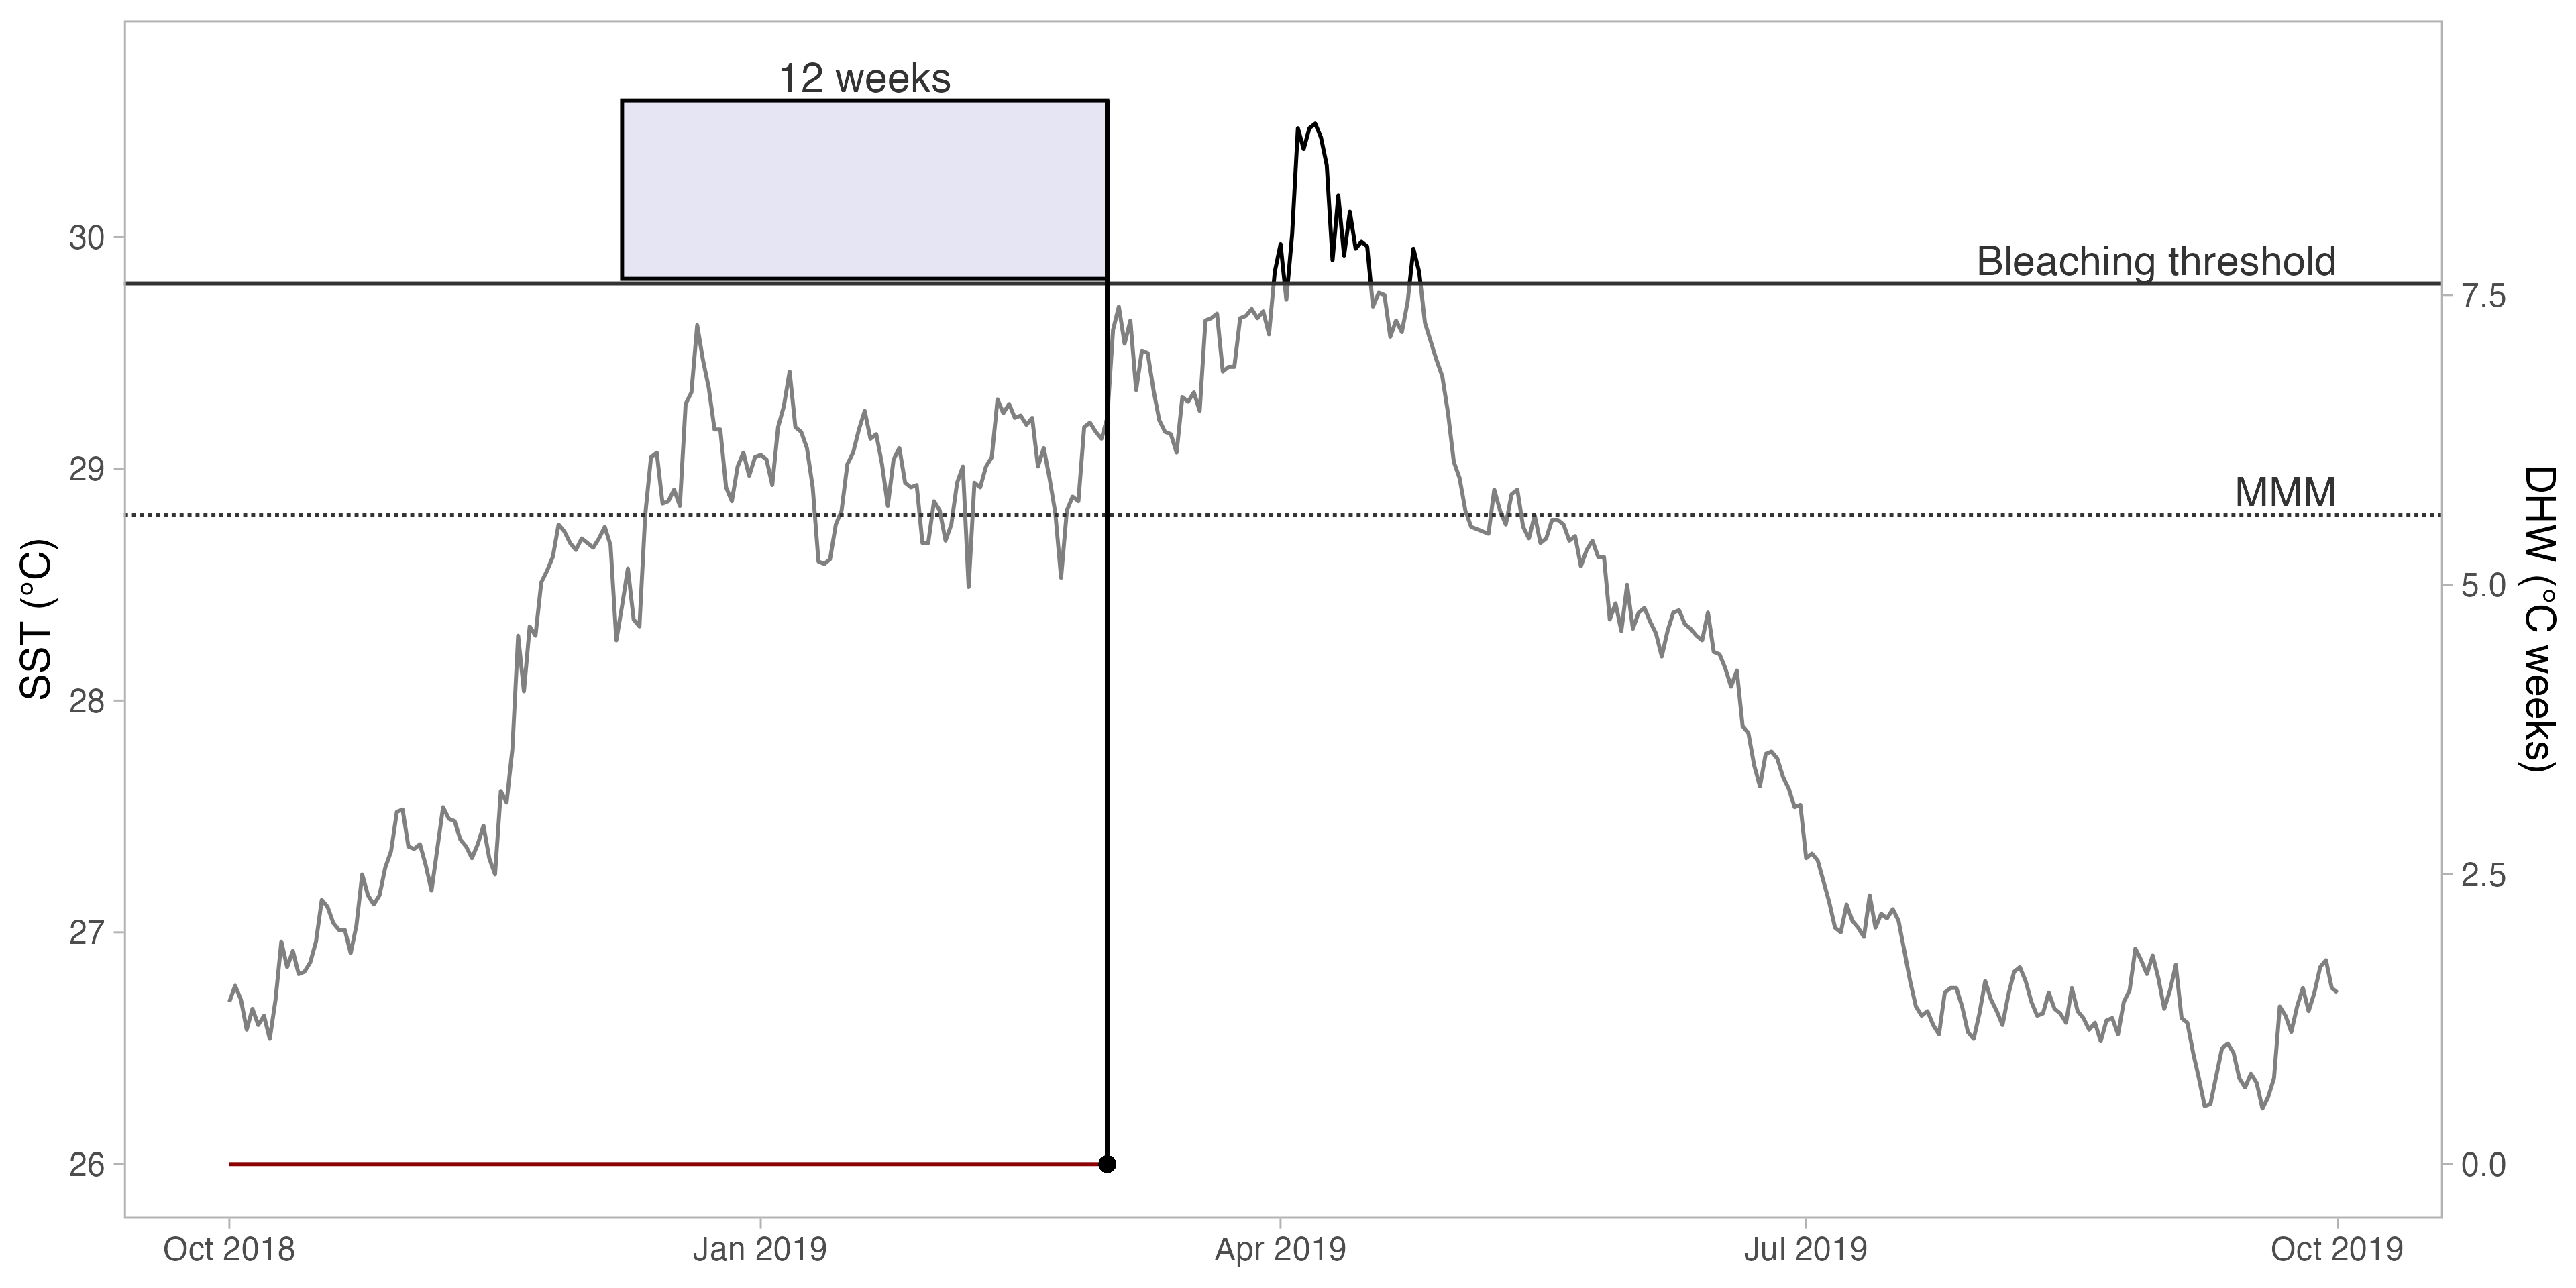 12 weeks
Bleaching threshold
MMM
SST (°C)
30
29
28
27
26
DHW (°C weeks)
7.5
5.0
2.5
0.0
Oct 2018
Jan 2019
Apr 2019
Jul 2019
Oct 2019